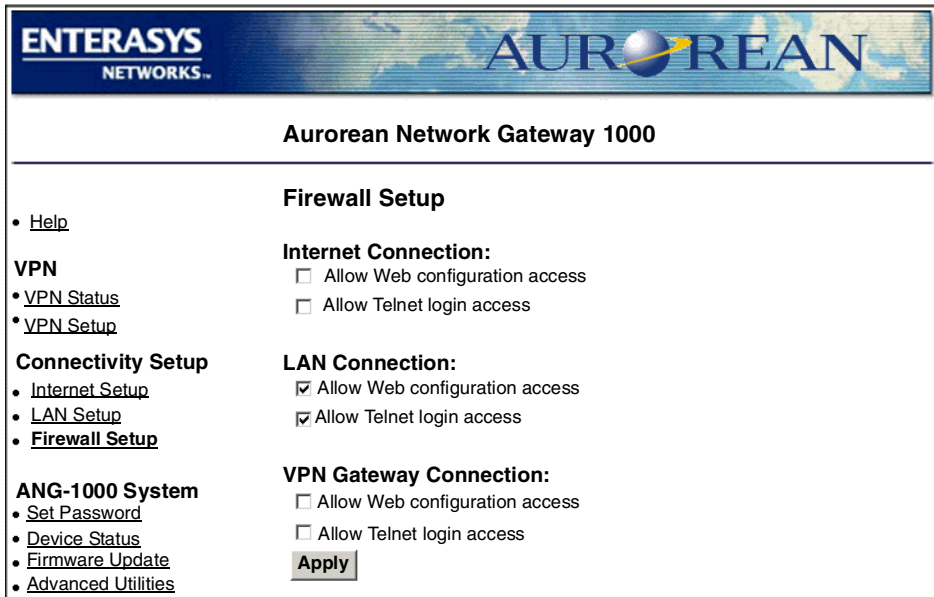 ENTERASYS
NETWORKS™
AUROREAN
Aurorean Network Gateway 1000
• Help
VPN
• VPN Status
• VPN Setup
Connectivity Setup
• Internet Setup
• LAN Setup
• Firewall Setup
ANG-1000 System
• Set Password
• Device Status
• Firmware Update
• Advanced Utilities
Firewall Setup
Internet Connection:
Allow Web configuration access
Allow Telnet login access
LAN Connection:
Allow Web configuration access
Allow Telnet login access
VPN Gateway Connection:
Allow Web configuration access
Allow Telnet login access
Apply